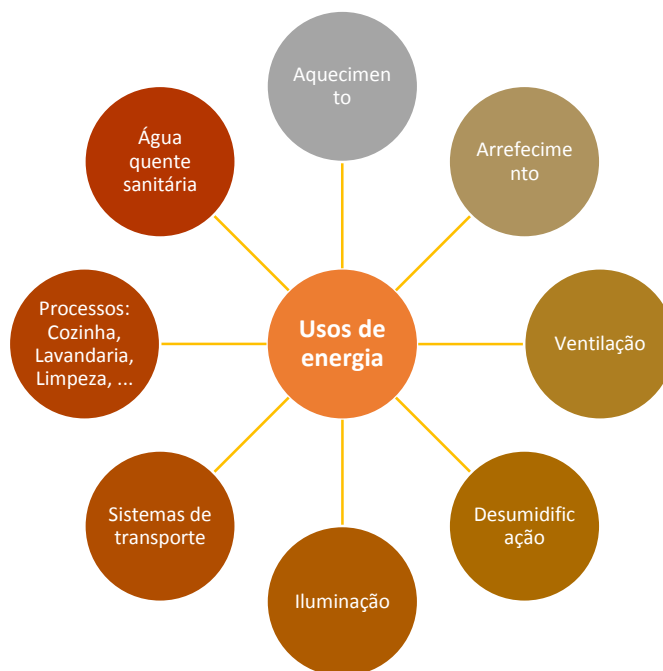 Aquecimen
to
Arrefecime
nto
Ventilação
Desumidific
ação
Iluminação
Sistemas de
transporte
Processos:
Cozinha,
Lavandaria,
Limpeza, ...
Água
quente
sanitária
Usos de
energia